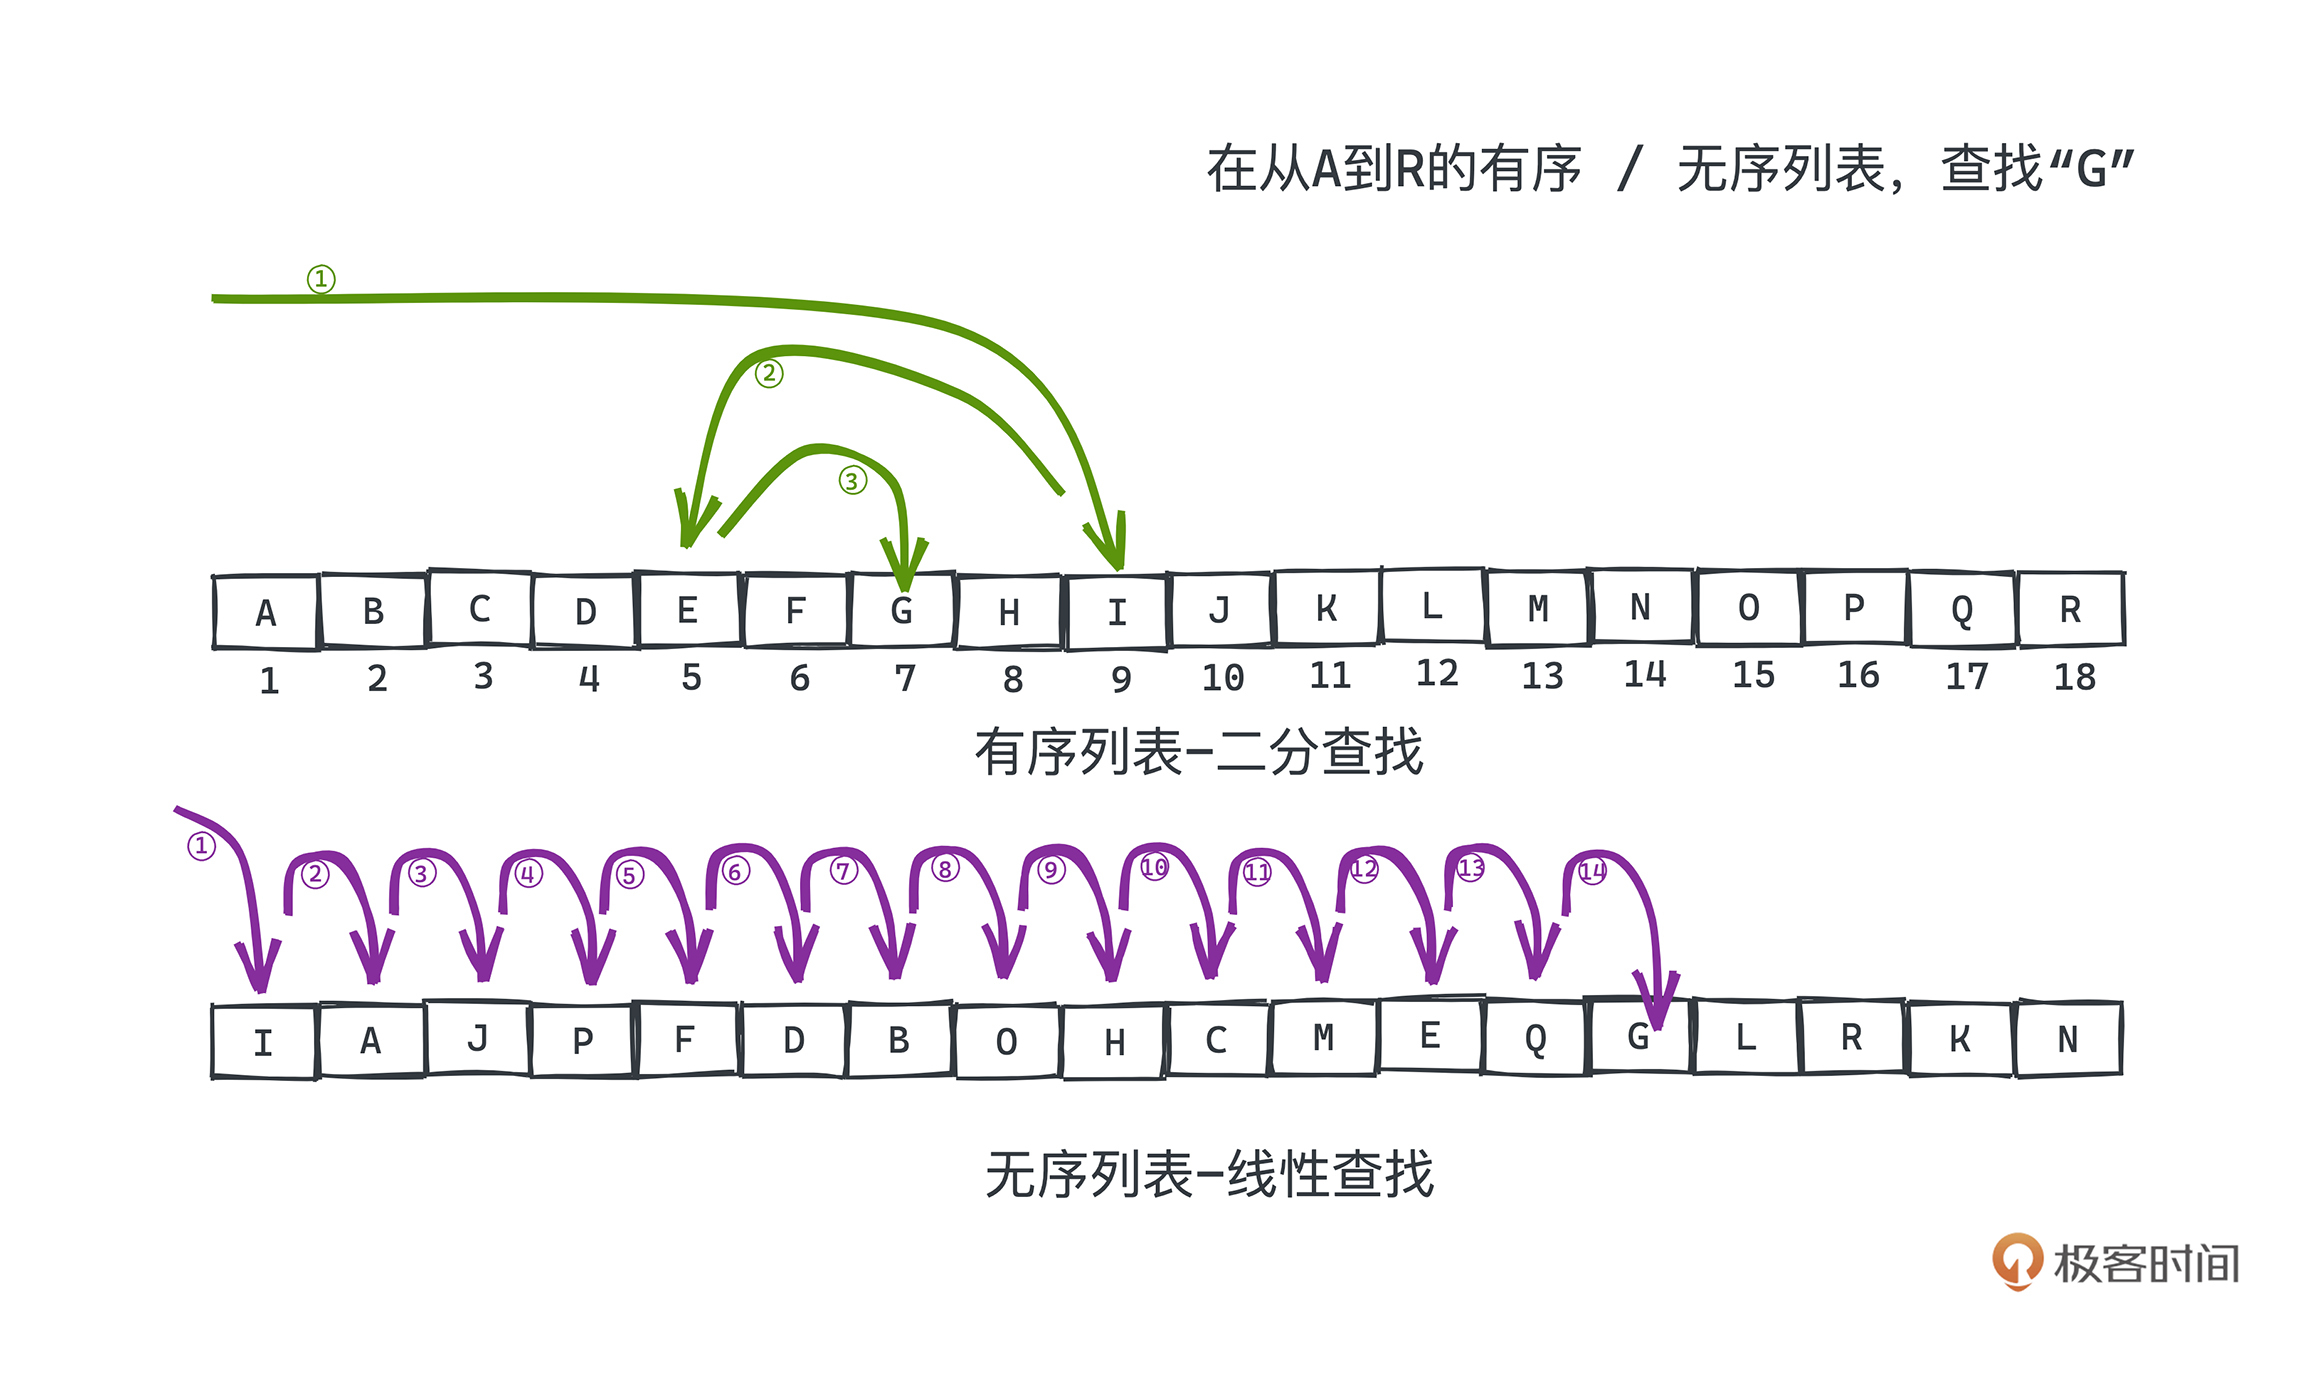 在从A到R的有序 / 无序列表，查找“G”
①
②
③
A B C D E F G H I J K L M N O P Q R
1 2 3 4 5 6 7 8 9 10 11 12 13 14 15 16 17 18
有序列表-二分查找
① ② ③ ④ ⑤ ⑥ ⑦ ⑧ ⑨ ⑩ ⑪ ⑫ ⑬ ⑭
I A J P F D B O H C M E Q G L R K N
无序列表-线性查找
极客时间